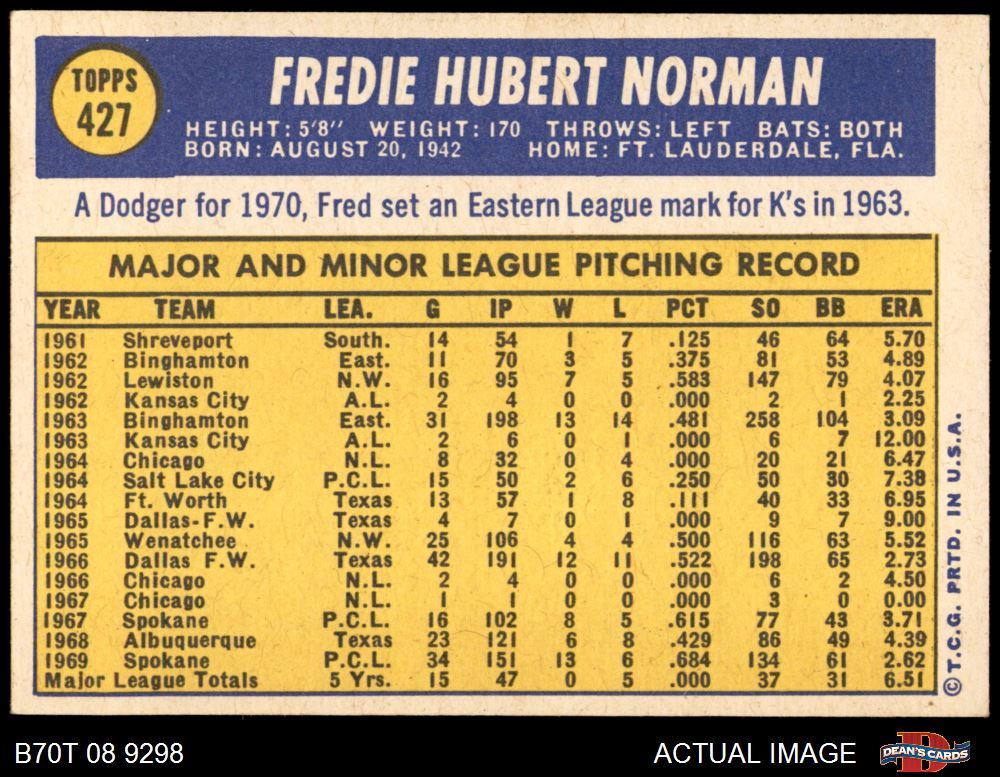 TOPPS
427
FREDIE HUBERT NORMAN
HEIGHT: 5'8" WEIGHT: 170 THROWS: LEFT BATS: BOTH
BORN: AUGUST 20, 1942 HOME: FT. LAUDERDALE, FLA.
A Dodger for 1970, Fred set an Eastern League mark for K's in 1963.
MAJOR AND MINOR LEAGUE PITCHING RECORD
YEAR TEAM LEA. G IP W L PCT SO BB ERA
1961 Shreveport South. 14 54 1 7 .125 46 64 5.70
1962 Binghamton East. 11 70 3 5 .375 81 53 4.89
1962 Lewiston N.W. 16 95 7 5 .583 147 79 4.07
1962 Kansas City A.L. 2 4 0 0 .000 2 1 2.25
1963 Binghamton East. 31 198 13 14 .481 258 104 3.09
1963 Kansas City A.L. 2 6 0 1 .000 6 7 12.00
1964 Chicago N.L. 8 32 0 4 .000 20 21 6.47
1964 Salt Lake City P.C.L. 15 50 2 6 .250 50 30 7.38
1964 Ft. Worth Texas 13 57 1 8 .111 40 33 6.95
1965 Dallas-F.W. Texas 4 7 0 1 .000 9 7 9.00
1965 Wenatchee N.W. 25 106 4 4 .500 116 63 5.52
1966 Dallas F.W. Texas 42 191 12 11 .522 198 65 2.73
1966 Chicago N.L. 2 4 0 0 .000 6 2 4.50
1967 Chicago N.L. 1 1 0 0 .000 3 0 0.00
1967 Spokane P.C.L. 16 102 8 5 .615 77 43 3.71
1968 Albuquerque Texas 23 121 6 8 .429 86 49 4.39
1969 Spokane P.C.L. 34 151 13 6 .684 134 61 2.62
Major League Totals 5 Yrs. 15 47 0 5 .000 37 31 6.51
© T.C.G. PRTD. IN U.S.A.
B70T 08 9298 ACTUAL IMAGE
DEAN'S CARDS